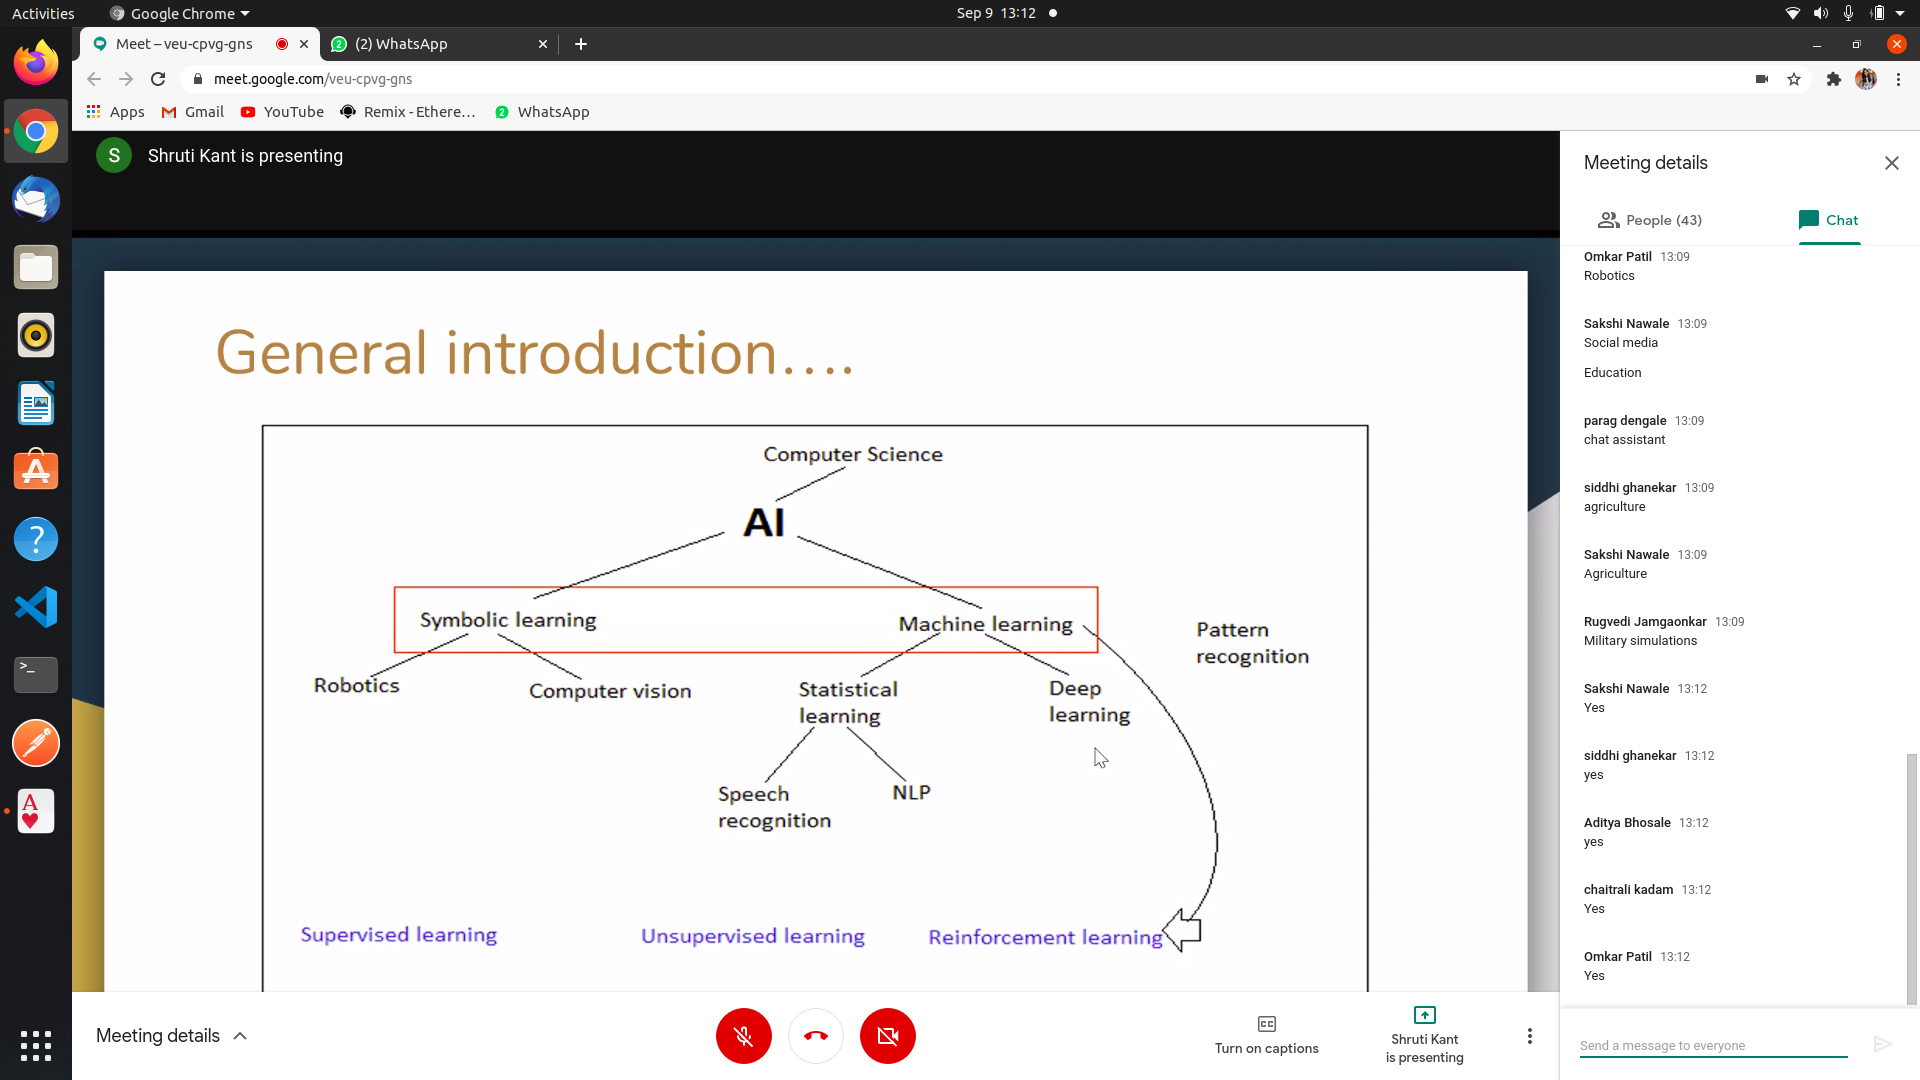 Activities
Google Chrome
Sep 9 13:12
Meet – veu-cpvg-gns
(2) WhatsApp
meet.google.com/veu-cpvg-gns
Apps
Gmail
YouTube
Remix - Ethere…
WhatsApp
S
Shruti Kant is presenting
General introduction….
Computer Science
AI
Symbolic learning
Machine learning
Pattern
recognition
Robotics
Computer vision
Statistical
learning
Deep
learning
Speech
recognition
NLP
Supervised learning
Unsupervised learning
Reinforcement learning
Meeting details
Turn on captions
Shruti Kant
is presenting
Meeting details
People (43)
Chat
Omkar Patil 13:09
Robotics
Sakshi Nawale 13:09
Social media
Education
parag dengale 13:09
chat assistant
siddhi ghanekar 13:09
agriculture
Sakshi Nawale 13:09
Agriculture
Rugvedi Jamgaonkar 13:09
Military simulations
Sakshi Nawale 13:12
Yes
siddhi ghanekar 13:12
yes
Aditya Bhosale 13:12
yes
chaitrali kadam 13:12
Yes
Omkar Patil 13:12
Yes
Send a message to everyone